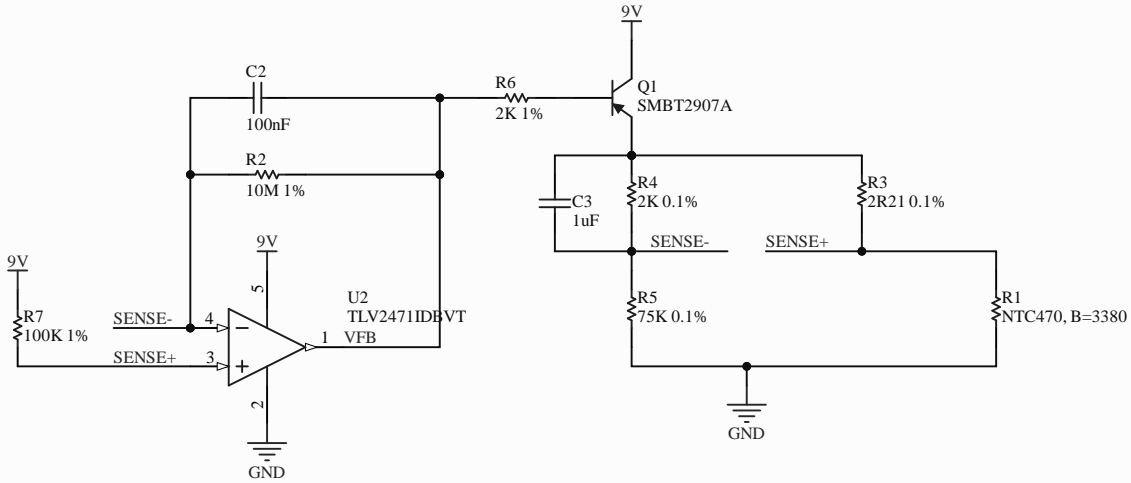 9V
C2
100nF
R6
2K 1%
Q1
SMBT2907A
R2
10M 1%
C3
1uF
R4
2K 0.1%
R3
2R21 0.1%
SENSE-
SENSE+
9V
9V
R7
100K 1%
SENSE-
4
5
U2
TLV2471IDBVT
1
VFB
SENSE+
3
2
GND
R5
75K 0.1%
R1
NTC470, B=3380
GND